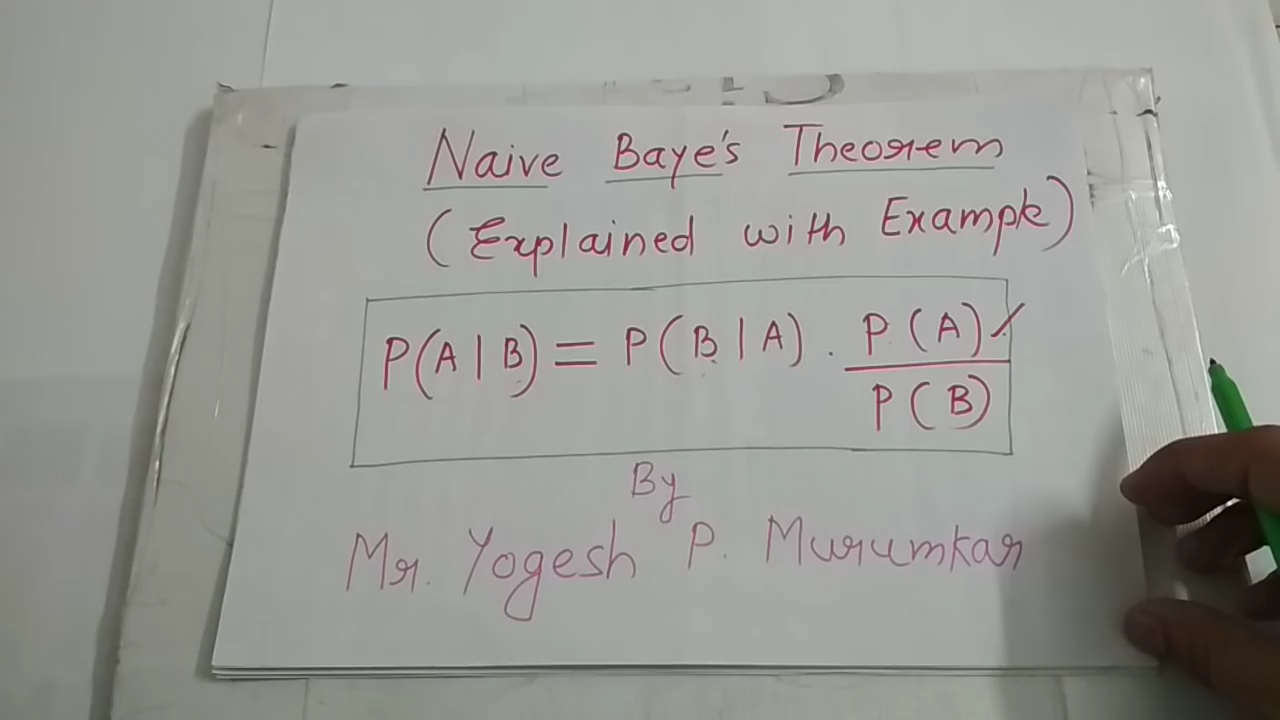 Naive Baye's Theorem
(Explained with Example)
P(A|B) = P(B|A) . P(A) / P(B)
By
Mr. Yogesh P. Murumkar